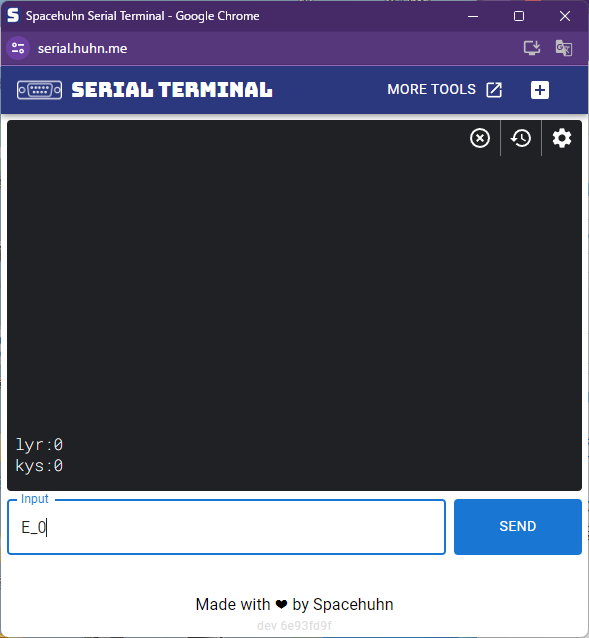 Spacehuhn Serial Terminal - Google Chrome
serial.huhn.me
SERIAL TERMINAL
MORE TOOLS
lyr:0
kys:0
Input
E_0
SEND
Made with ❤ by Spacehuhn
dev 6e93fd9f